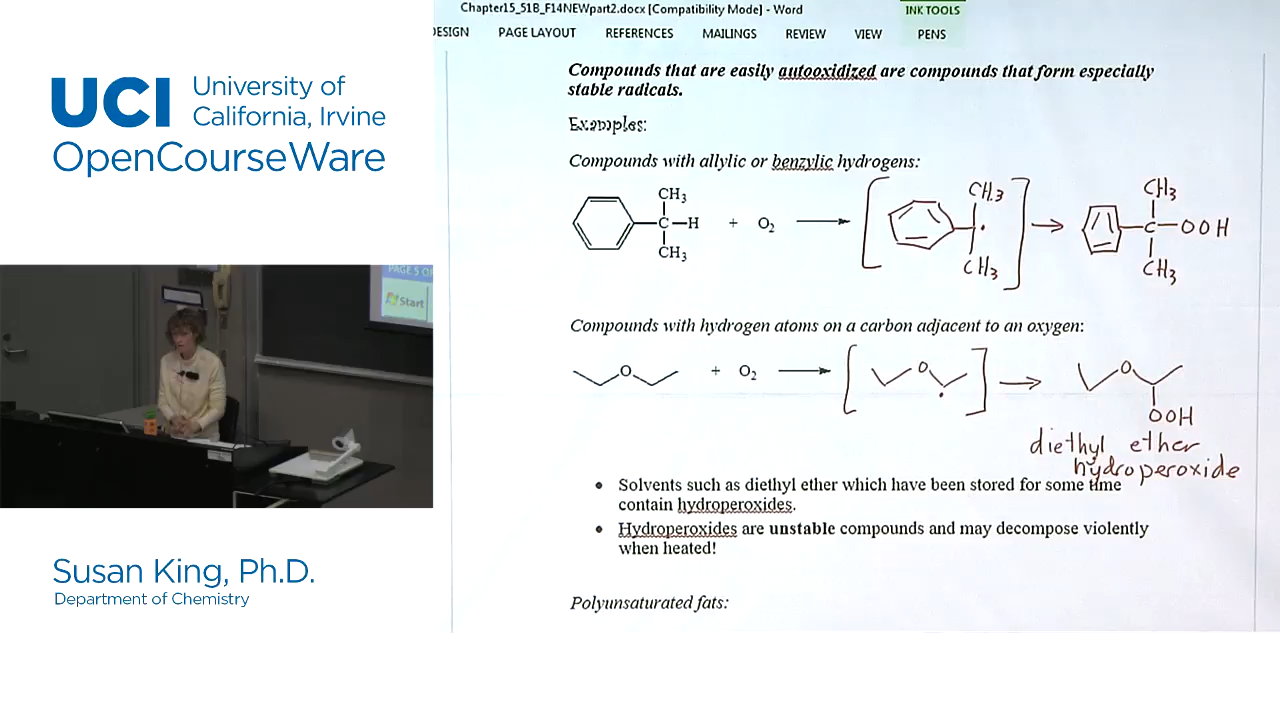 Chapter15_51B_F14NEWpart2.docx [Compatibility Mode] - Word
INK TOOLS
DESIGN PAGE LAYOUT REFERENCES MAILINGS REVIEW VIEW PENS
UCI University of California, Irvine
OpenCourseWare
Compounds that are easily autooxidized are compounds that form especially
stable radicals.
Examples:
Compounds with allylic or benzylic hydrogens:
CH₃ CH₃ CH₃
C–H + O₂ C–OOH
CH₃ CH₃ CH₃
PAGE 5 O
Start
Compounds with hydrogen atoms on a carbon adjacent to an oxygen:
O + O₂ O O
OOH
diethyl ether
hydroperoxide
Solvents such as diethyl ether which have been stored for some time
contain hydroperoxides.
Hydroperoxides are unstable compounds and may decompose violently
when heated!
Susan King, Ph.D.
Department of Chemistry
Polyunsaturated fats: